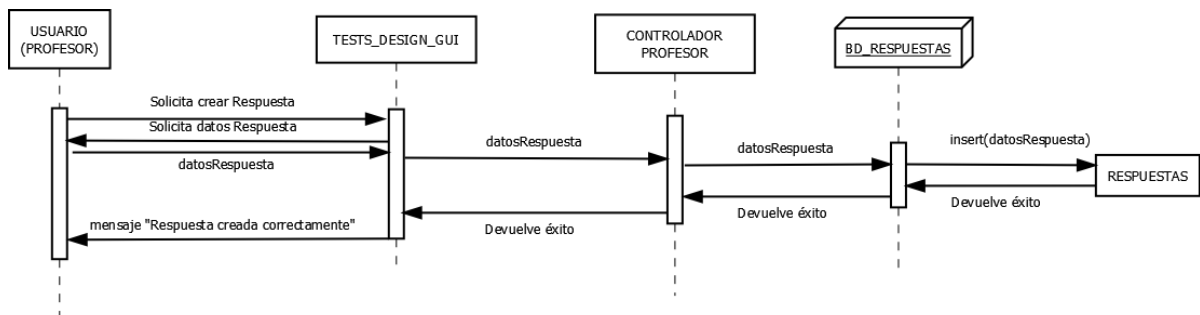 USUARIO
(PROFESOR)
TESTS_DESIGN_GUI
CONTROLADOR
PROFESOR
BD_RESPUESTAS
Solicita crear Respuesta
Solicita datos Respuesta
datosRespuesta
datosRespuesta
datosRespuesta
insert(datosRespuesta)
RESPUESTAS
Devuelve éxito
Devuelve éxito
Devuelve éxito
mensaje "Respuesta creada correctamente"